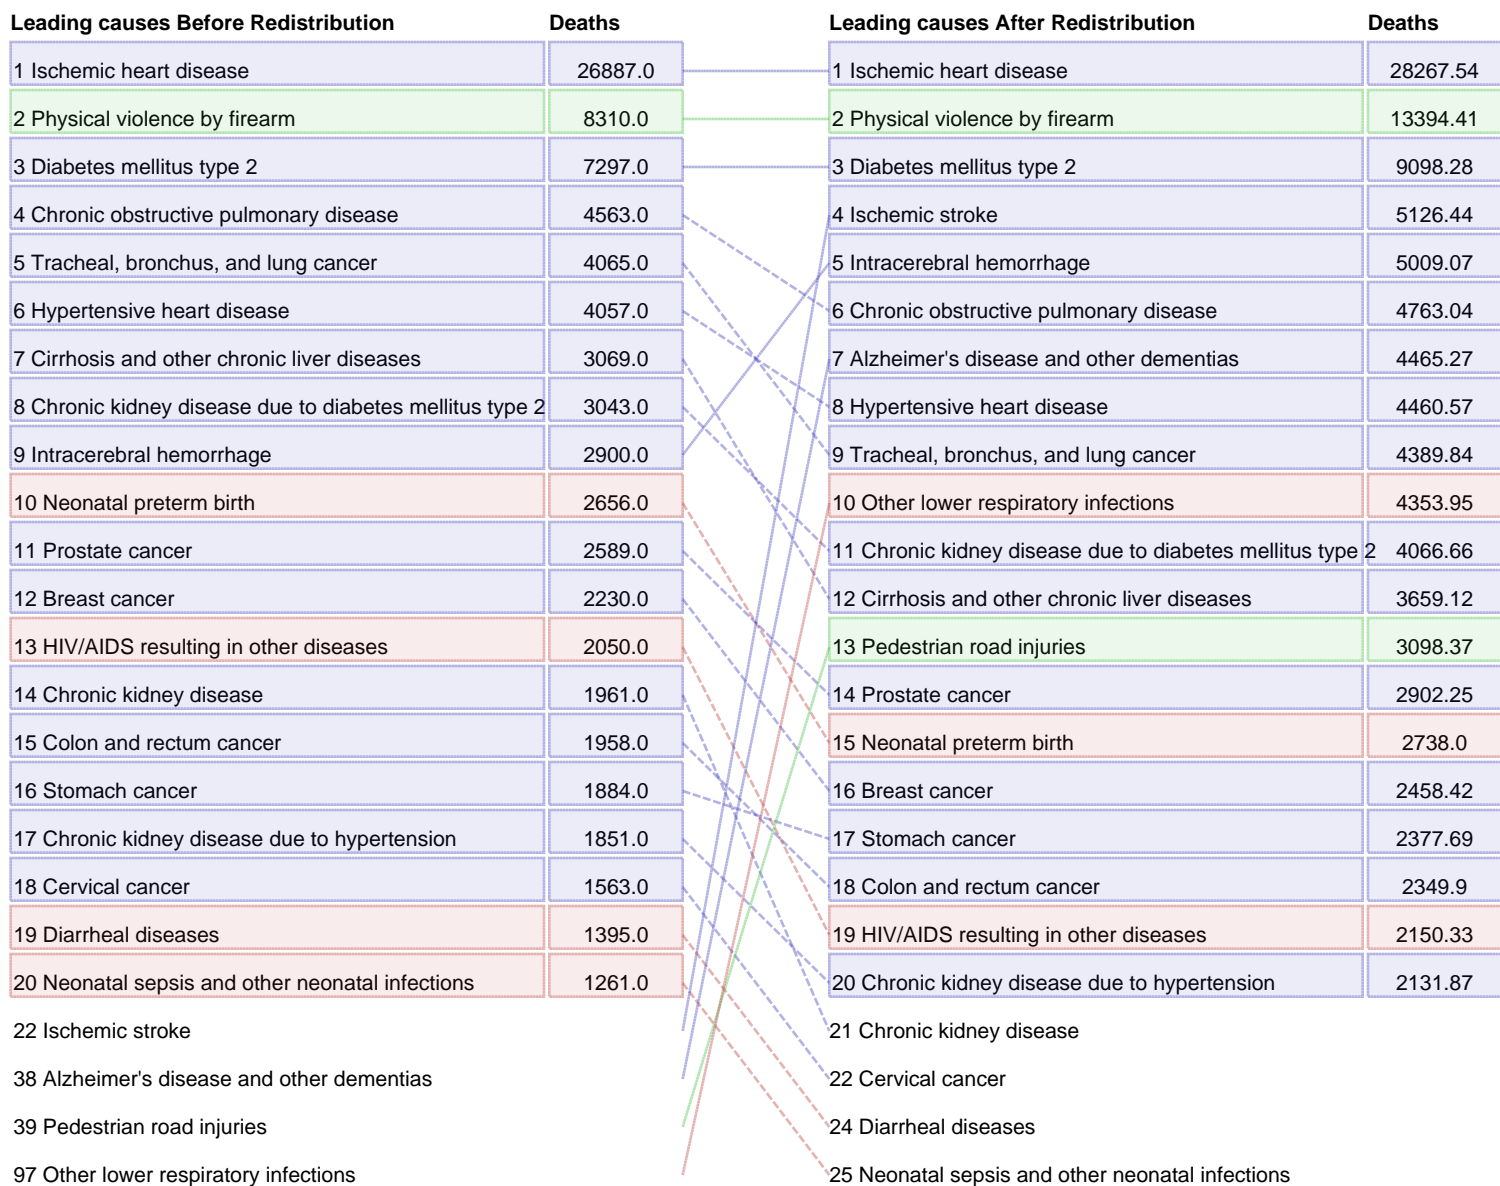 Leading causes Before Redistribution Deaths Leading causes After Redistribution Deaths
1 Ischemic heart disease 26887.0 1 Ischemic heart disease 28267.54
2 Physical violence by firearm 8310.0 2 Physical violence by firearm 13394.41
3 Diabetes mellitus type 2 7297.0 3 Diabetes mellitus type 2 9098.28
4 Chronic obstructive pulmonary disease 4563.0 4 Ischemic stroke 5126.44
5 Tracheal, bronchus, and lung cancer 4065.0 5 Intracerebral hemorrhage 5009.07
6 Hypertensive heart disease 4057.0 6 Chronic obstructive pulmonary disease 4763.04
7 Cirrhosis and other chronic liver diseases 3069.0 7 Alzheimer's disease and other dementias 4465.27
8 Chronic kidney disease due to diabetes mellitus type 2 3043.0 8 Hypertensive heart disease 4460.57
9 Intracerebral hemorrhage 2900.0 9 Tracheal, bronchus, and lung cancer 4389.84
10 Neonatal preterm birth 2656.0 10 Other lower respiratory infections 4353.95
11 Prostate cancer 2589.0 11 Chronic kidney disease due to diabetes mellitus type 2 4066.66
12 Breast cancer 2230.0 12 Cirrhosis and other chronic liver diseases 3659.12
13 HIV/AIDS resulting in other diseases 2050.0 13 Pedestrian road injuries 3098.37
14 Chronic kidney disease 1961.0 14 Prostate cancer 2902.25
15 Colon and rectum cancer 1958.0 15 Neonatal preterm birth 2738.0
16 Stomach cancer 1884.0 16 Breast cancer 2458.42
17 Chronic kidney disease due to hypertension 1851.0 17 Stomach cancer 2377.69
18 Cervical cancer 1563.0 18 Colon and rectum cancer 2349.9
19 Diarrheal diseases 1395.0 19 HIV/AIDS resulting in other diseases 2150.33
20 Neonatal sepsis and other neonatal infections 1261.0 20 Chronic kidney disease due to hypertension 2131.87
22 Ischemic stroke 21 Chronic kidney disease
38 Alzheimer's disease and other dementias 22 Cervical cancer
39 Pedestrian road injuries 24 Diarrheal diseases
97 Other lower respiratory infections 25 Neonatal sepsis and other neonatal infections